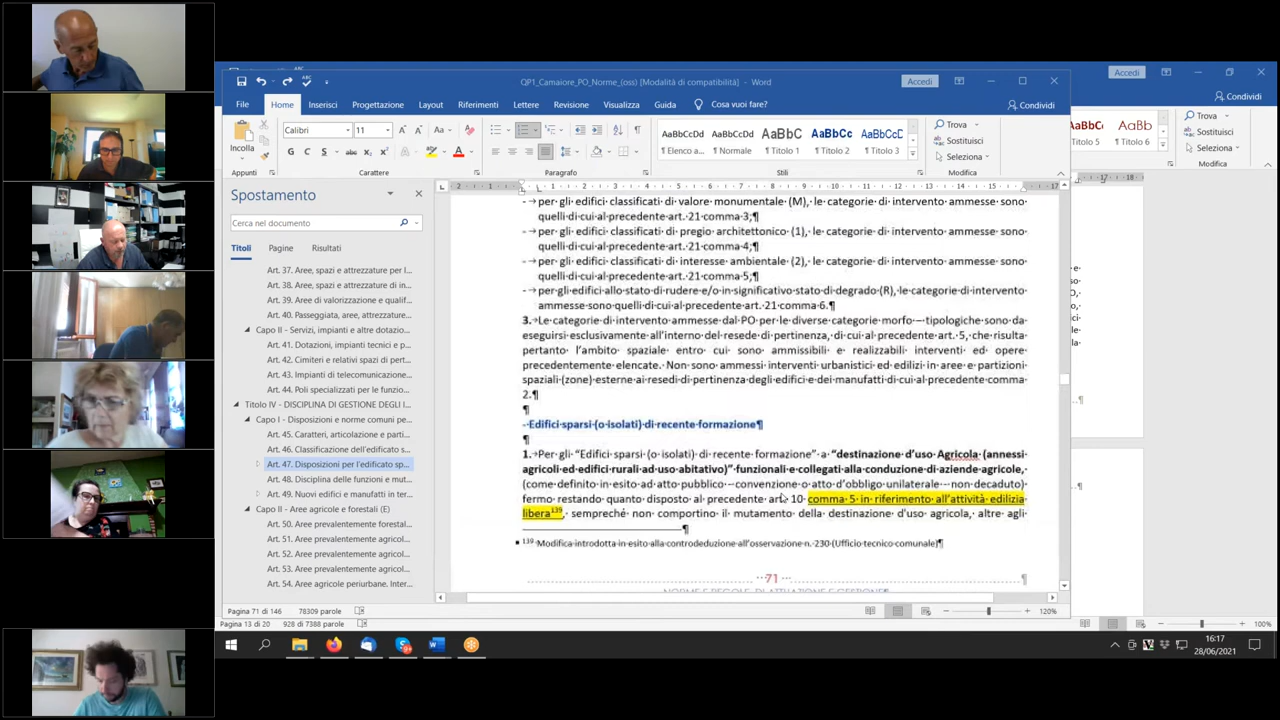 QP1_Camaiore_PO_Norme_(oss) [Modalità di compatibilità] - Word
Accedi
Accedi
File Home Inserisci Progettazione Layout Riferimenti Lettere Revisione Visualizza Guida Cosa vuoi fare? Condividi
Condividi
Incolla
Calibri 11
G C S abc x₂ x²
AaBbCcDd AaBbCcDd AaBbC AaBbCc AaBbCcD
¶ Elenco a... ¶ Normale ¶ Titolo 1 ¶ Titolo 2 ¶ Titolo 3
Trova
Sostituisci
Seleziona
Appunti Carattere Paragrafo Stili Modifica
AaBbCc AaBb
Titolo 5 ¶ Titolo 6
Trova
Sostituisci
Seleziona
Modifica
Spostamento
Cerca nel documento
Titoli Pagine Risultati
Art. 37. Aree, spazi e attrezzature per l'...
Art. 38. Aree, spazi e attrezzature di in...
Art. 39. Aree di valorizzazione e qualif...
Art. 40. Passeggiata, aree, attrezzatur...
Capo II - Servizi, impianti e altre dotazio...
Art. 41. Dotazioni, impianti tecnici e p...
Art. 42. Cimiteri e relativi spazi di pert...
Art. 43. Impianti di telecomunicazione...
Art. 44. Poli specializzati per le funzio...
Titolo IV - DISCIPLINA DI GESTIONE DEGLI I...
Capo I - Disposizioni e norme comuni pe...
Art. 45. Caratteri, articolazione e parti...
Art. 46. Classificazione dell'edificato s...
Art. 47. Disposizioni per l'edificato sp...
Art. 48. Disciplina delle funzioni e mut...
Art. 49. Nuovi edifici e manufatti in ter...
Capo II - Aree agricole e forestali (E)
Art. 50. Aree prevalentemente forestal...
Art. 51. Aree prevalentemente agricol...
Art. 52. Aree prevalentemente agricol...
Art. 53. Aree prevalentemente agricol...
Art. 54. Aree agricole periurbane. Inter...
- per gli edifici classificati di valore monumentale (M), le categorie di intervento ammesse sono
quelli di cui al precedente art. 21 comma 3;¶
- per gli edifici classificati di pregio architettonico (1), le categorie di intervento ammesse sono
quelli di cui al precedente art. 21 comma 4;¶
- per gli edifici classificati di interesse ambientale (2), le categorie di intervento ammesse sono
quelli di cui al precedente art. 21 comma 5;¶
- per gli edifici allo stato di rudere e/o in significativo stato di degrado (R), le categorie di intervento
ammesse sono quelli di cui al precedente art. 21 comma 6.¶
3. Le categorie di intervento ammesse dal PO per le diverse categorie morfo – tipologiche sono da
eseguirsi esclusivamente all'interno del resede di pertinenza, di cui al precedente art. 5, che risulta
pertanto l'ambito spaziale entro cui sono ammissibili e realizzabili interventi ed opere
precedentemente elencate. Non sono ammessi interventi urbanistici ed edilizi in aree e partizioni
spaziali (zone) esterne ai resedi di pertinenza degli edifici e dei manufatti di cui al precedente comma
2.¶
¶
- Edifici sparsi (o isolati) di recente formazione¶
¶
1. Per gli "Edifici sparsi (o isolati) di recente formazione" a "destinazione d'uso Agricola (annessi
agricoli ed edifici rurali ad uso abitativo)" funzionali e collegati alla conduzione di aziende agricole,
(come definito in esito ad atto pubblico – convenzione o atto d'obbligo unilaterale – non decaduto)
fermo restando quanto disposto al precedente art. 10 comma 5 in riferimento all'attività edilizia
libera139, sempreché non comportino il mutamento della destinazione d'uso agricola, altre agli
¶
139 Modifica introdotta in esito alla controdeduzione all'osservazione n. 230 (Ufficio tecnico comunale)¶
71
NORME E REGOLE DI ATTUAZIONE E GESTIONE¶
Pagina 71 di 146 78309 parole 120%
Pagina 13 di 20 928 di 7388 parole 100%
16:17
28/06/2021